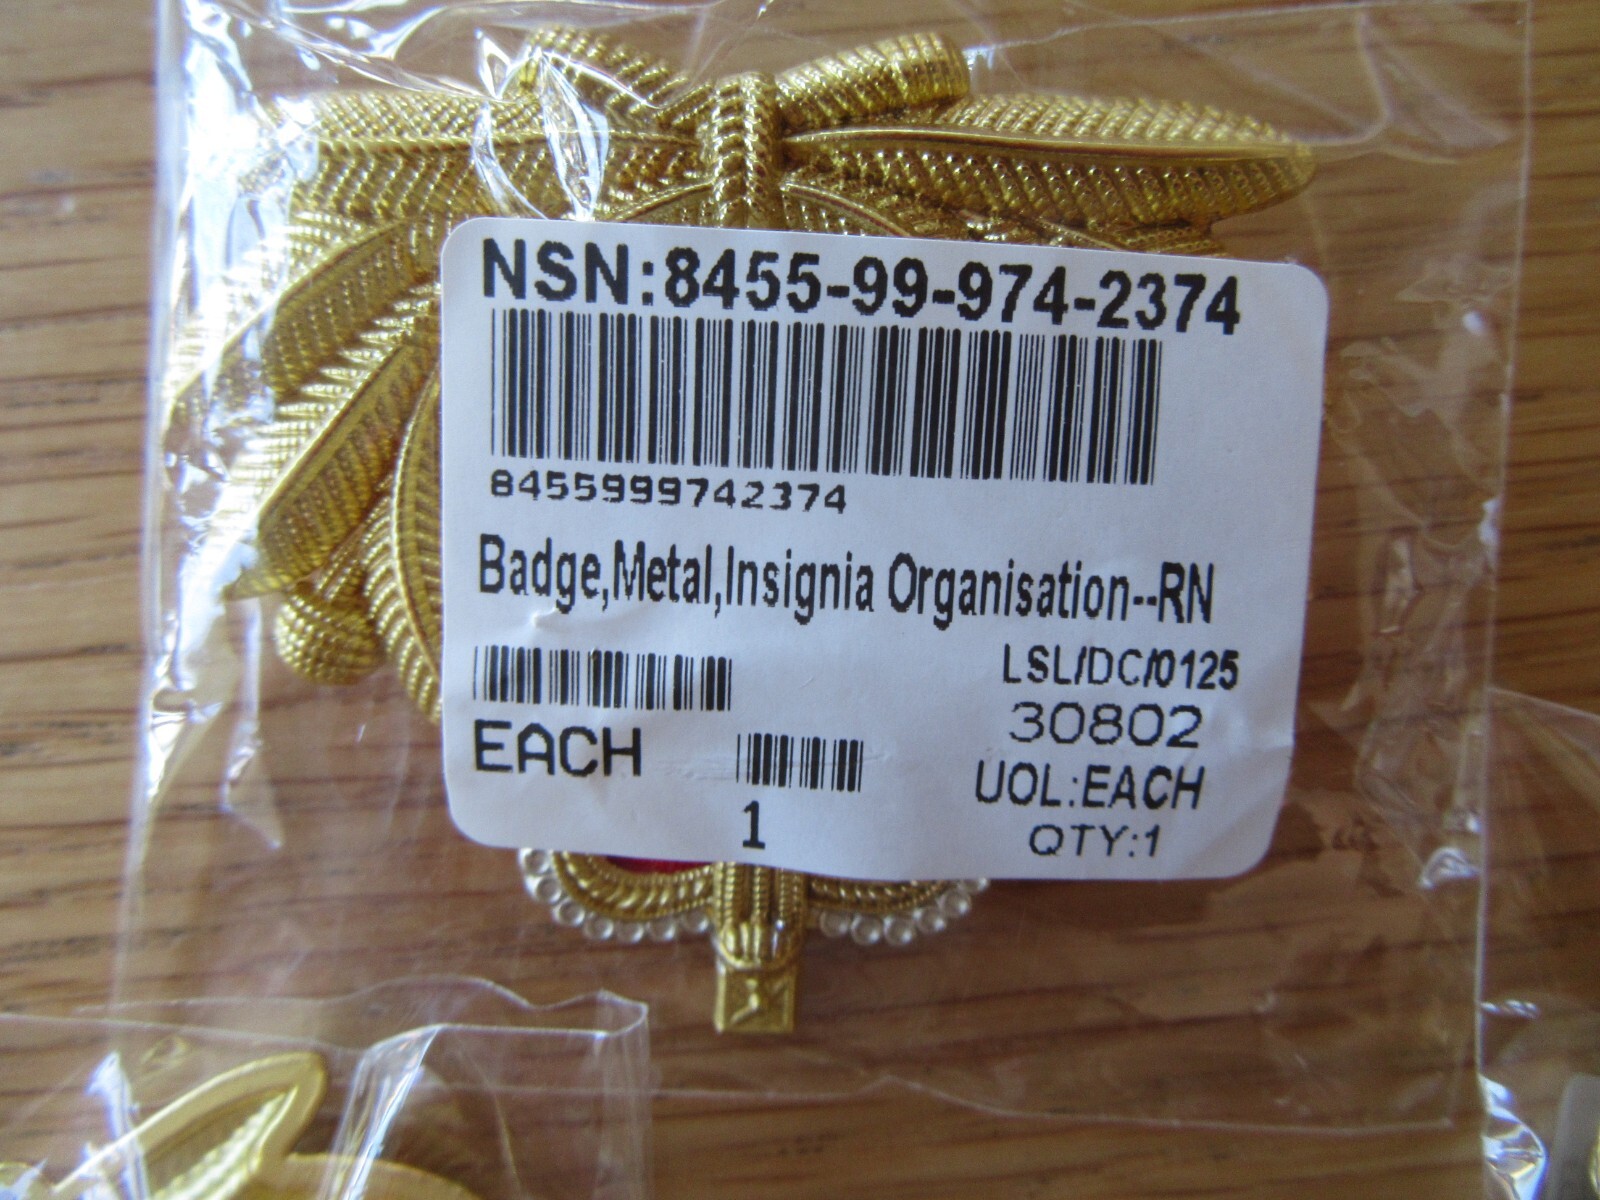 NSN:8455-99-974-2374
8455999742374
Badge,Metal,Insignia Organisation--RN
LSL/DC/0125
30802
EACH
UOL:EACH
1
QTY:1